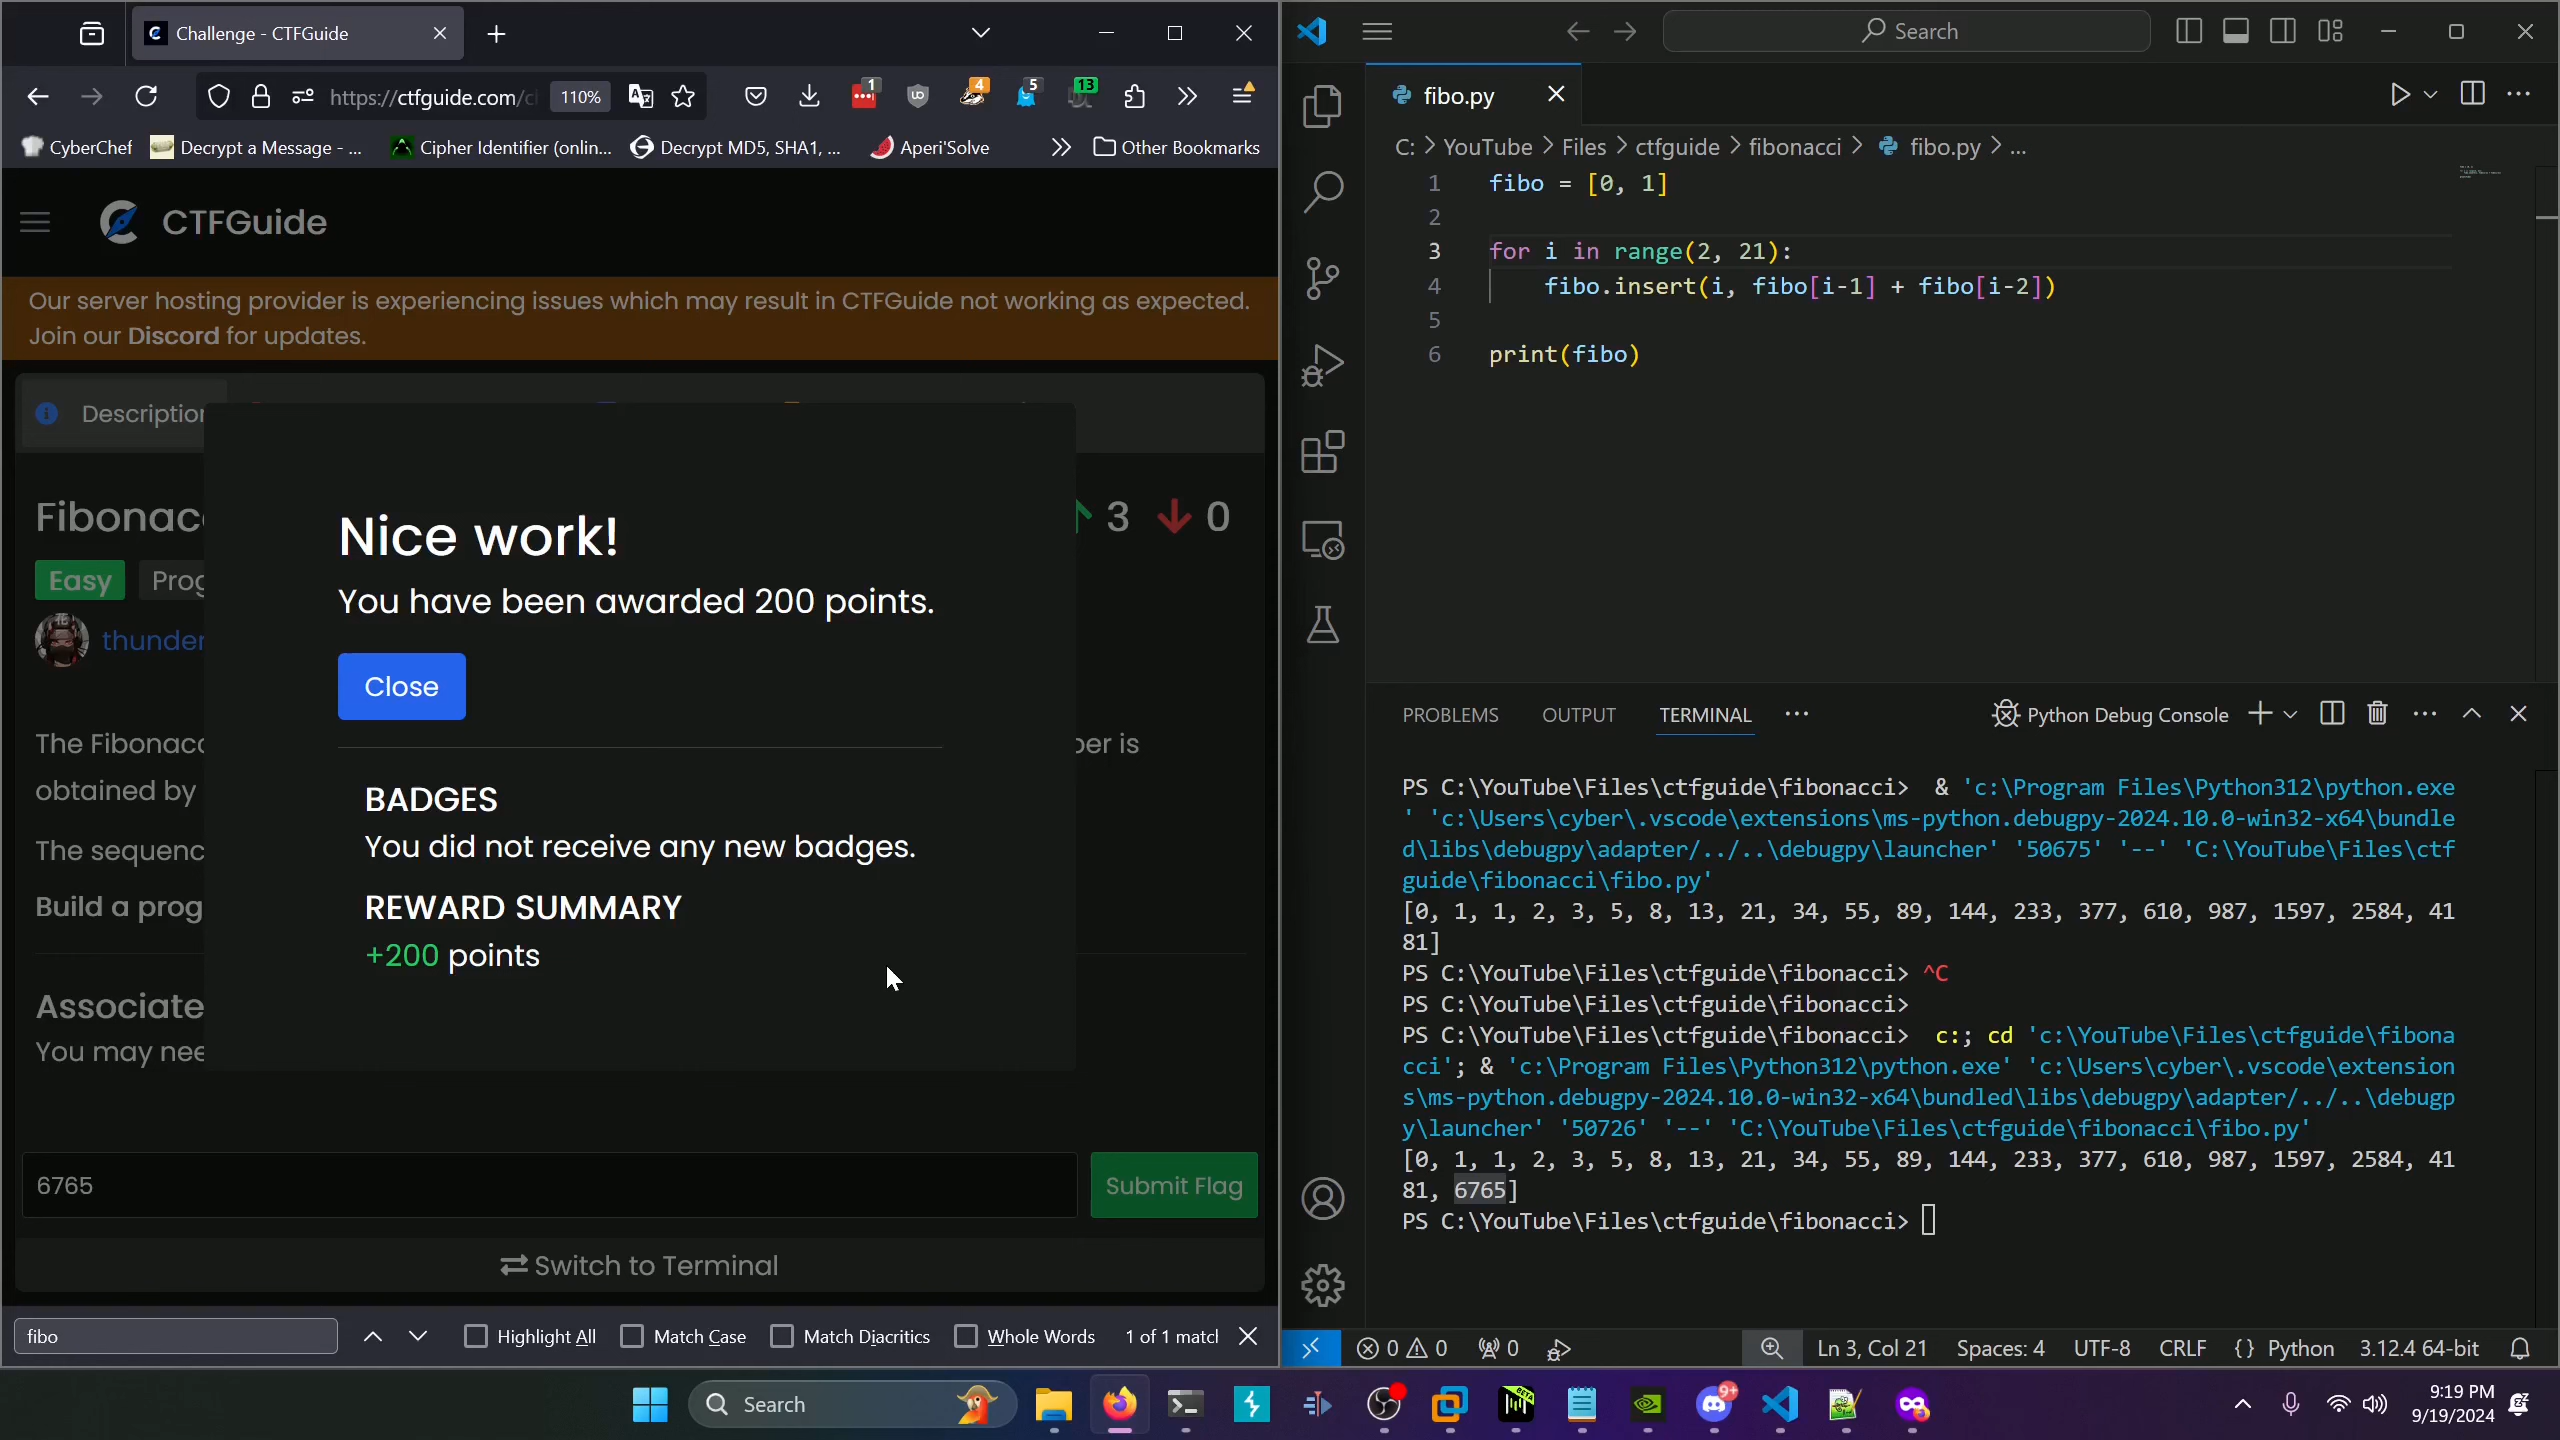 Challenge - CTFGuide
https://ctfguide.com/c
110%
1
4
5
13
CyberChef
Decrypt a Message - ...
Cipher Identifier (onlin...
Decrypt MD5, SHA1, ...
Aperi'Solve
Other Bookmarks
CTFGuide
Our server hosting provider is experiencing issues which may result in CTFGuide not working as expected.
Join our Discord for updates.
Description
Fibonacc
3
0
Easy
Prog
thunder
The Fibonacc
ber is
obtained by
The sequenc
Build a prog
Associate
You may nee
Nice work!
You have been awarded 200 points.
Close
BADGES
You did not receive any new badges.
REWARD SUMMARY
+200 points
6765
Submit Flag
Switch to Terminal
fibo
Highlight All
Match Case
Match Diacritics
Whole Words
1 of 1 matc
Search
fibo.py
C: > YouTube > Files > ctfguide > fibonacci > fibo.py > ...
1 fibo = [0, 1]
2
3 for i in range(2, 21):
4 fibo.insert(i, fibo[i-1] + fibo[i-2])
5
6 print(fibo)
PROBLEMS
OUTPUT
TERMINAL
Python Debug Console
PS C:\YouTube\Files\ctfguide\fibonacci>  & 'c:\Program Files\Python312\python.exe
' 'c:\Users\cyber\.vscode\extensions\ms-python.debugpy-2024.10.0-win32-x64\bundle
d\libs\debugpy\adapter/../..\debugpy\launcher' '50675' '--' 'C:\YouTube\Files\ctf
guide\fibonacci\fibo.py'
[0, 1, 1, 2, 3, 5, 8, 13, 21, 34, 55, 89, 144, 233, 377, 610, 987, 1597, 2584, 41
81]
PS C:\YouTube\Files\ctfguide\fibonacci> ^C
PS C:\YouTube\Files\ctfguide\fibonacci>
PS C:\YouTube\Files\ctfguide\fibonacci>  c:; cd 'c:\YouTube\Files\ctfguide\fibona
cci'; & 'c:\Program Files\Python312\python.exe' 'c:\Users\cyber\.vscode\extension
s\ms-python.debugpy-2024.10.0-win32-x64\bundled\libs\debugpy\adapter/../..\debugp
y\launcher' '50726' '--' 'C:\YouTube\Files\ctfguide\fibonacci\fibo.py'
[0, 1, 1, 2, 3, 5, 8, 13, 21, 34, 55, 89, 144, 233, 377, 610, 987, 1597, 2584, 41
81, 6765]
PS C:\YouTube\Files\ctfguide\fibonacci>
0 0
0
Ln 3, Col 21
Spaces: 4
UTF-8
CRLF
{} Python
3.12.4 64-bit
Search
BETA
9+
9:19 PM
9/19/2024